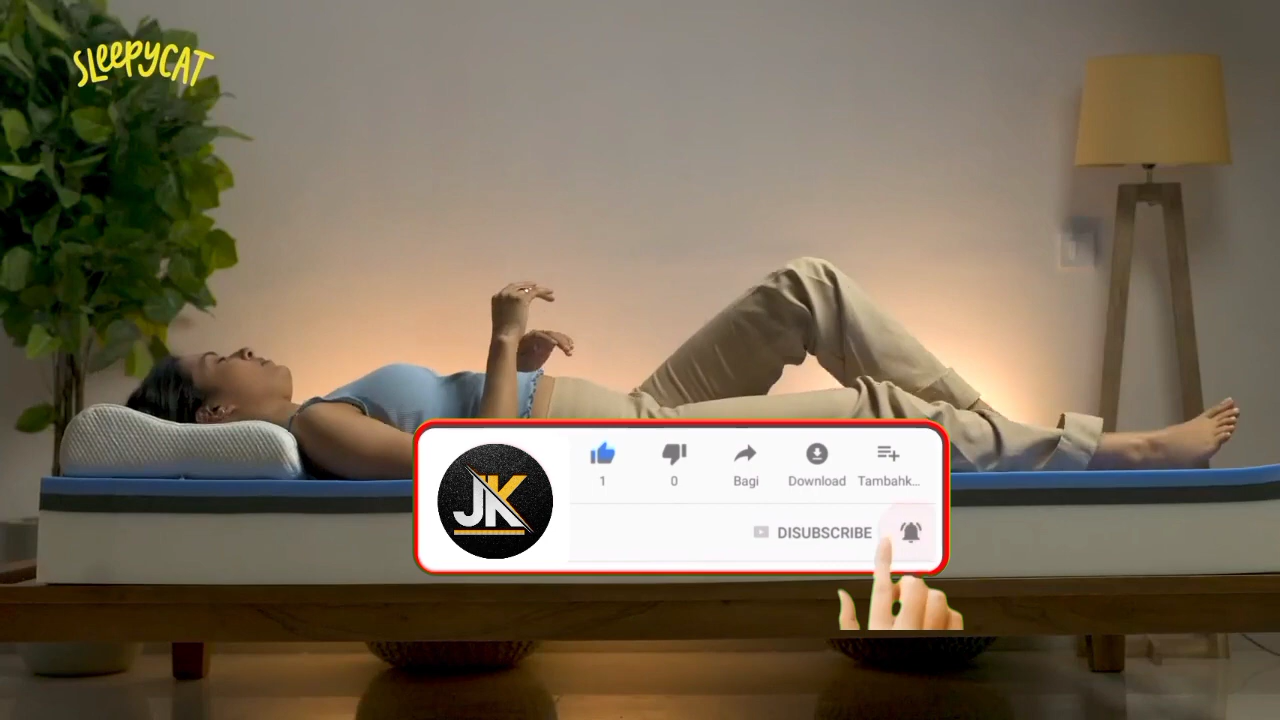 SLeepyCAT
JK
1
0
Bagi
Download
Tambahk...
DISUBSCRIBE